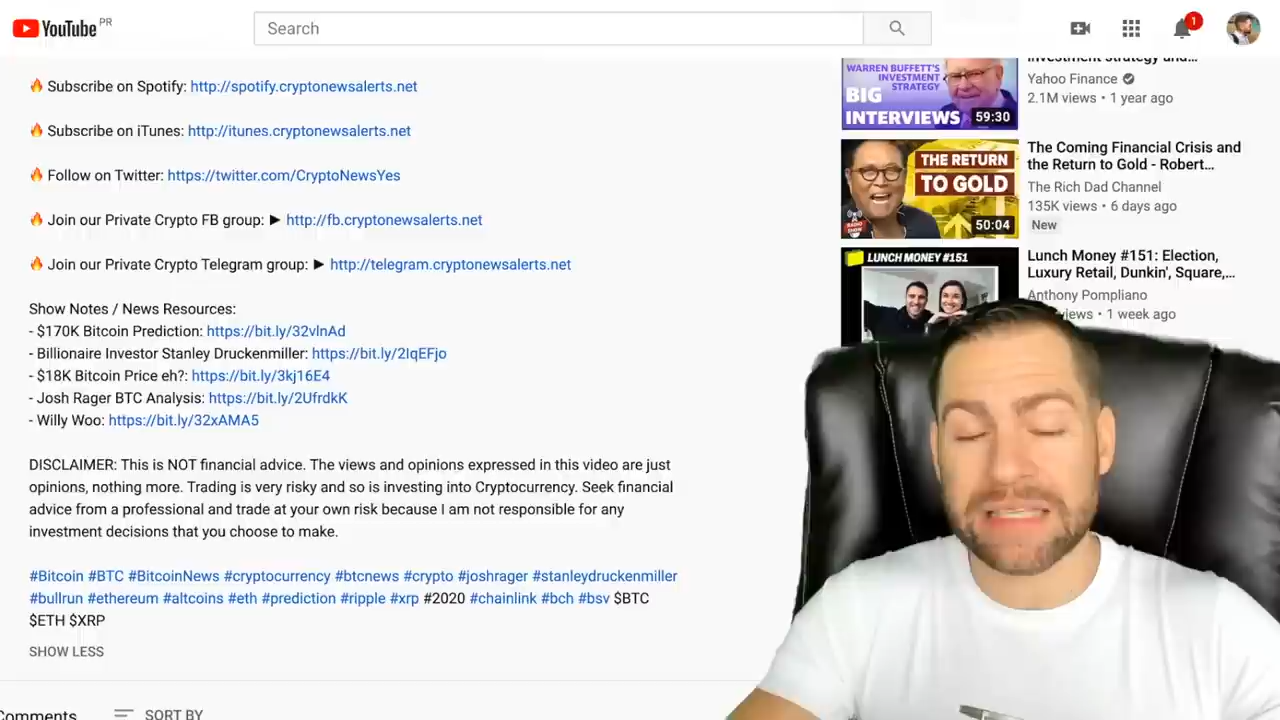 YouTube PR
Search
1
🔥 Subscribe on Spotify: http://spotify.cryptonewsalerts.net
🔥 Subscribe on iTunes: http://itunes.cryptonewsalerts.net
🔥 Follow on Twitter: https://twitter.com/CryptoNewsYes
🔥 Join our Private Crypto FB group: ► http://fb.cryptonewsalerts.net
🔥 Join our Private Crypto Telegram group: ► http://telegram.cryptonewsalerts.net
Show Notes / News Resources:
- $170K Bitcoin Prediction: https://bit.ly/32vlnAd
- Billionaire Investor Stanley Druckenmiller: https://bit.ly/2IqEFjo
- $18K Bitcoin Price eh?: https://bit.ly/3kj16E4
- Josh Rager BTC Analysis: https://bit.ly/2UfrdkK
- Willy Woo: https://bit.ly/32xAMA5
DISCLAIMER: This is NOT financial advice. The views and opinions expressed in this video are just
opinions, nothing more. Trading is very risky and so is investing into Cryptocurrency. Seek financial
advice from a professional and trade at your own risk because I am not responsible for any
investment decisions that you choose to make.
#Bitcoin #BTC #BitcoinNews #cryptocurrency #btcnews #crypto #joshrager #stanleydruckenmiller
#bullrun #ethereum #altcoins #eth #prediction #ripple #xrp #2020 #chainlink #bch #bsv $BTC
$ETH $XRP
SHOW LESS
Comments
SORT BY
WARREN BUFFETT'S
INVESTMENT
STRATEGY
BIG
INTERVIEWS
59:30
investment strategy and...
Yahoo Finance
2.1M views • 1 year ago
THE RETURN
TO GOLD
RADIO
SHOW
50:04
The Coming Financial Crisis and
the Return to Gold - Robert...
The Rich Dad Channel
135K views • 6 days ago
New
LUNCH MONEY #151
Lunch Money #151: Election,
Luxury Retail, Dunkin', Square,...
Anthony Pompliano
views • 1 week ago